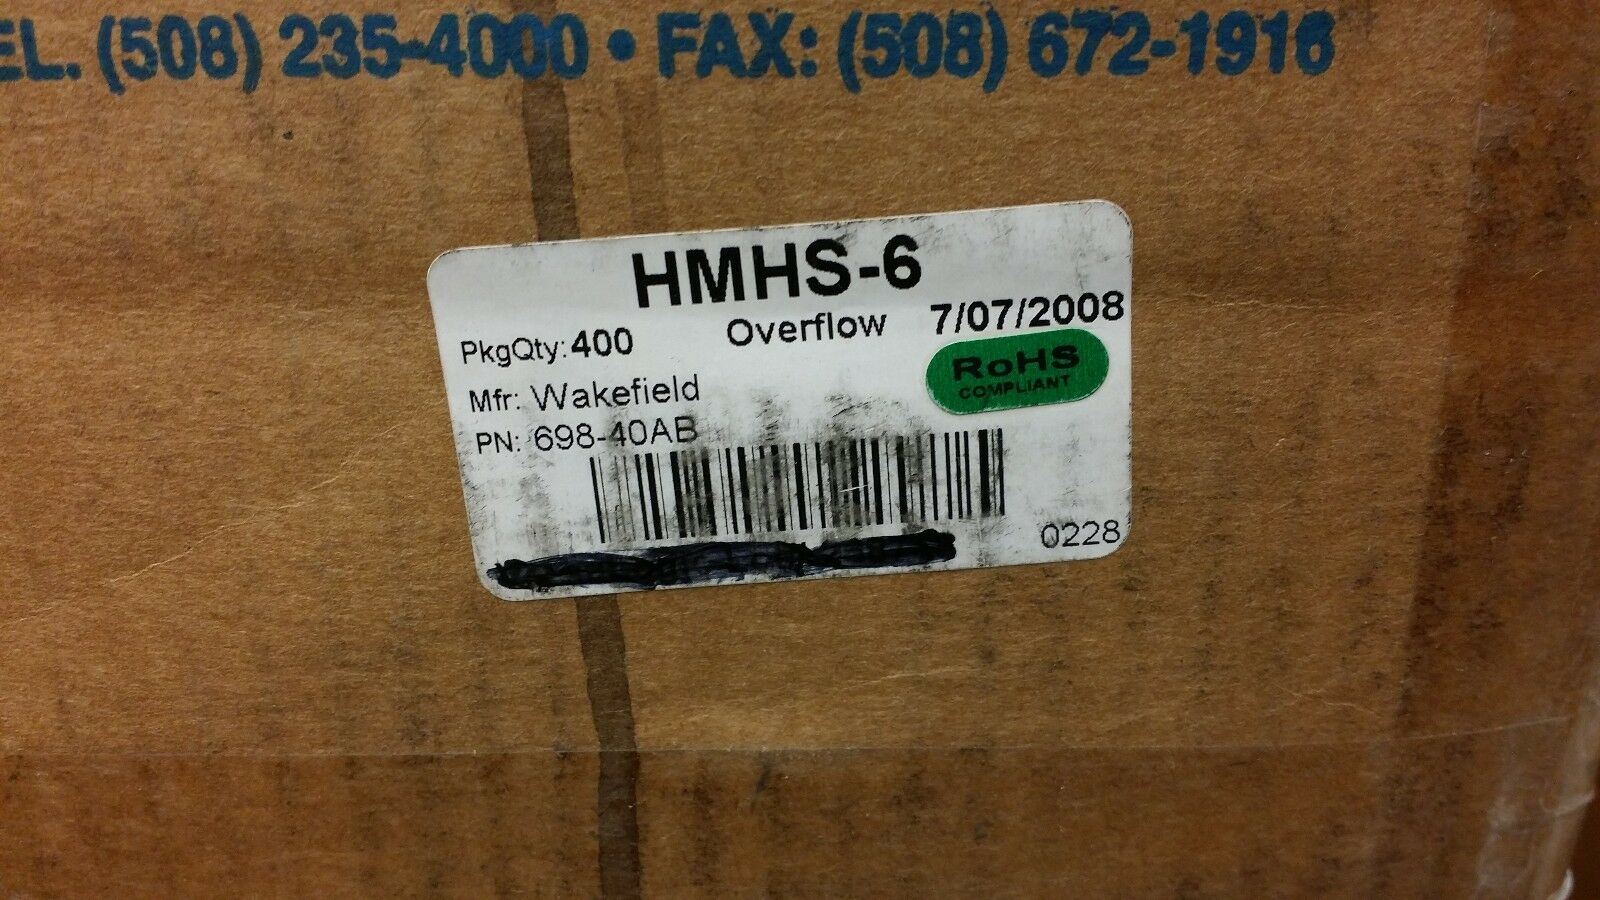 EL. (508) 235-4000 • FAX: (508) 672-1916
HMHS-6
PkgQty: 400 Overflow 7/07/2008
RoHS
COMPLIANT
Mfr: Wakefield
PN: 698-40AB
0228